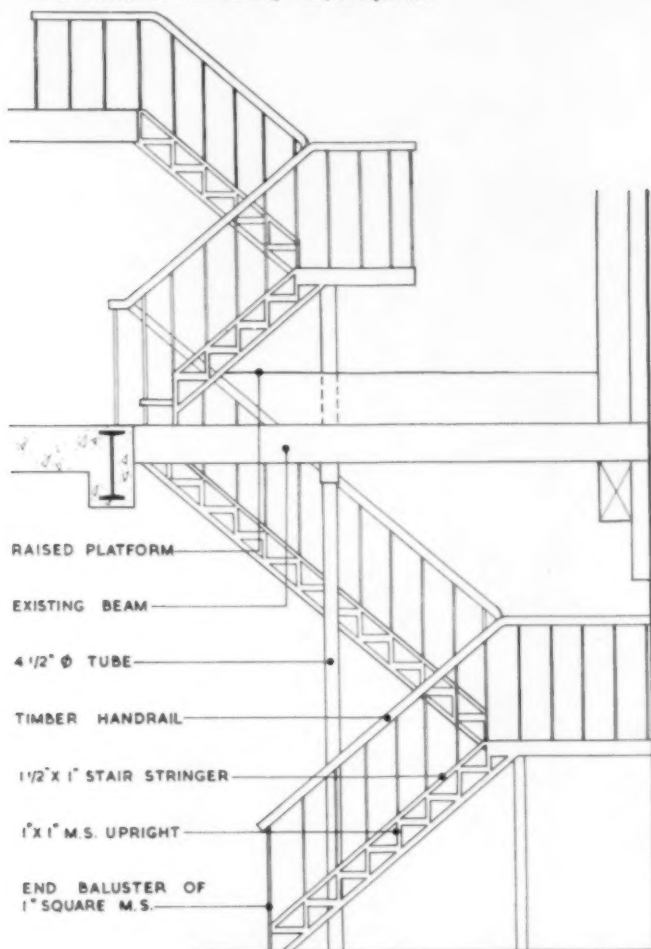 RAISED PLATFORM
EXISTING BEAM
4 1/2" Ø TUBE
TIMBER HANDRAIL
1 1/2" X 1" STAIR STRINGER
1" X 1" M.S. UPRIGHT
END BALUSTER OF
1" SQUARE M.S.